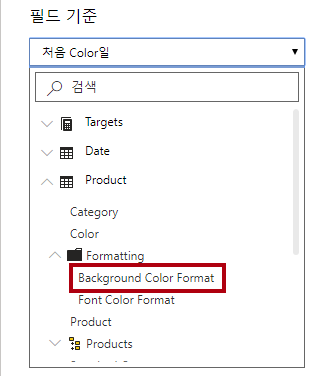 필드 기준
처음 Color일
검색
Targets
Date
Product
Category
Color
Formatting
Background Color Format
Font Color Format
Product
Products